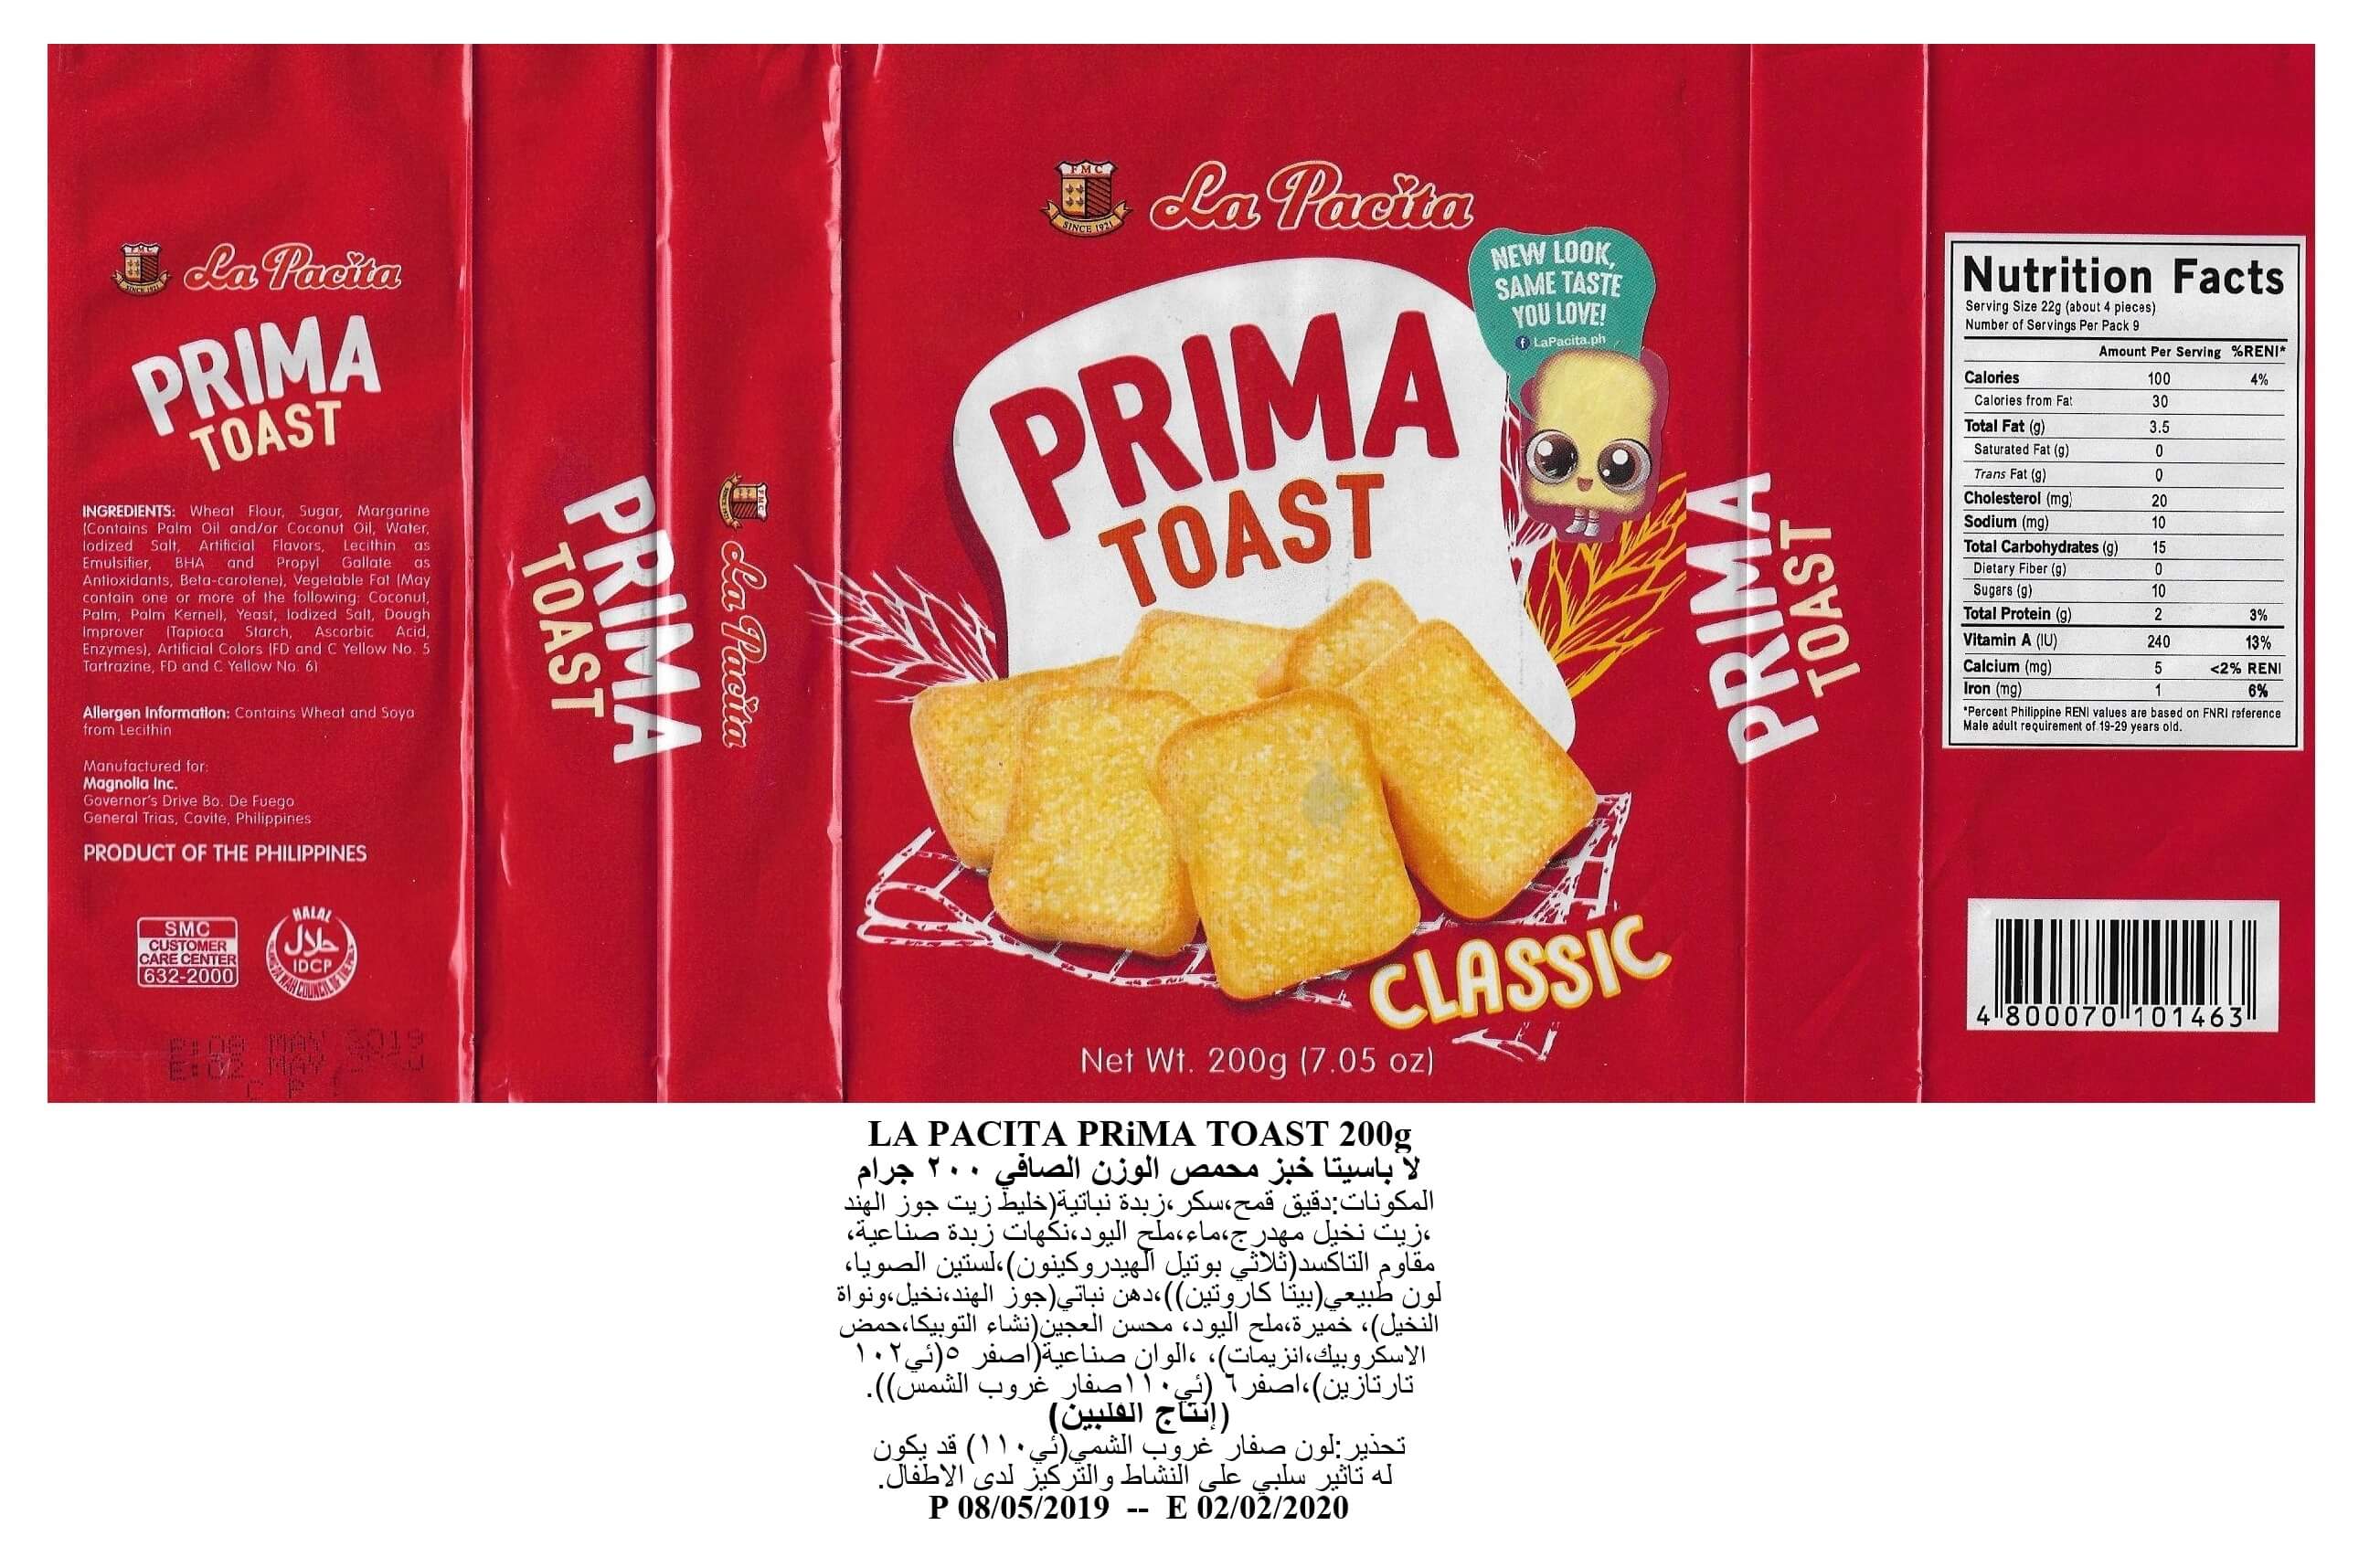 FMC
SINCE 1921
La Pacita
PRIMA
TOAST
INGREDIENTS: Wheat Flour, Sugar, Margarine
(Contains Palm Oil and/or Coconut Oil, Water,
Iodized Salt, Artificial Flavors, Lecithin as
Emulsifier, BHA and Propyl Gallate as
Antioxidants, Beta-carotene), Vegetable Fat (May
contain one or more of the following: Coconut,
Palm, Palm Kernel), Yeast, Iodized Salt, Dough
Improver (Tapioca Starch, Ascorbic Acid,
Enzymes), Artificial Colors (FD and C Yellow No. 5
Tartrazine, FD and C Yellow No. 6)
Allergen Information: Contains Wheat and Soya
from Lecithin
Manufactured for:
Magnolia Inc.
Governor's Drive Bo. De Fuego
General Trias, Cavite, Philippines
PRODUCT OF THE PHILIPPINES
SMC
CUSTOMER
CARE CENTER
632-2000
HALAL
حلال
IDCP
P: 08 MAY 2019
E: 02
PRIMA
TOAST
FMC
SINCE 1921
La Pacita
FMC
SINCE 1921
La Pacita
NEW LOOK,
SAME TASTE
YOU LOVE!
f LaPacita.ph
PRIMA
TOAST
CLASSIC
Net Wt. 200g (7.05 oz)
PRIMA
TOAST
Nutrition Facts
Serving Size 22g (about 4 pieces)
Number of Servings Per Pack 9
Amount Per Serving %RENI*
Calories 100 4%
Calories from Fat 30
Total Fat (g) 3.5
Saturated Fat (g) 0
Trans Fat (g) 0
Cholesterol (mg) 20
Sodium (mg) 10
Total Carbohydrates (g) 15
Dietary Fiber (g) 0
Sugars (g) 10
Total Protein (g) 2 3%
Vitamin A (IU) 240 13%
Calcium (mg) 5 <2% RENI
Iron (mg) 1 6%
*Percent Philippine RENI values are based on FNRI reference
Male adult requirement of 19-29 years old.
4 800070 101463
LA PACITA PRiMA TOAST 200g
لا باسيتا خبز محمص الوزن الصافي ٢٠٠ جرام
المكونات:دقيق قمح،سكر،زبدة نباتية(خليط زيت جوز الهند
،زيت نخيل مهدرج،ماء،ملح اليود،نكهات زبدة صناعية،
مقاوم التاكسد(ثلاثي بوتيل الهيدروكينون)،لستين الصويا،
لون طبيعي(بيتا كاروتين))،دهن نباتي(جوز الهند،نخيل،ونواة
النخيل)، خميرة،ملح اليود، محسن العجين(نشاء التوبيكا،حمض
الاسكروبيك،انزيمات)، ،الوان صناعية(اصفر ٥(ئي١٠٢
تارتازين)،اصفر٦ (ئي١١٠صفار غروب الشمس)).
(إنتاج الفلبين)
تحذير:لون صفار غروب الشمي(ئي١١٠) قد يكون
له تاثير سلبي على النشاط والتركيز لدى الاطفال.
P 08/05/2019 -- E 02/02/2020